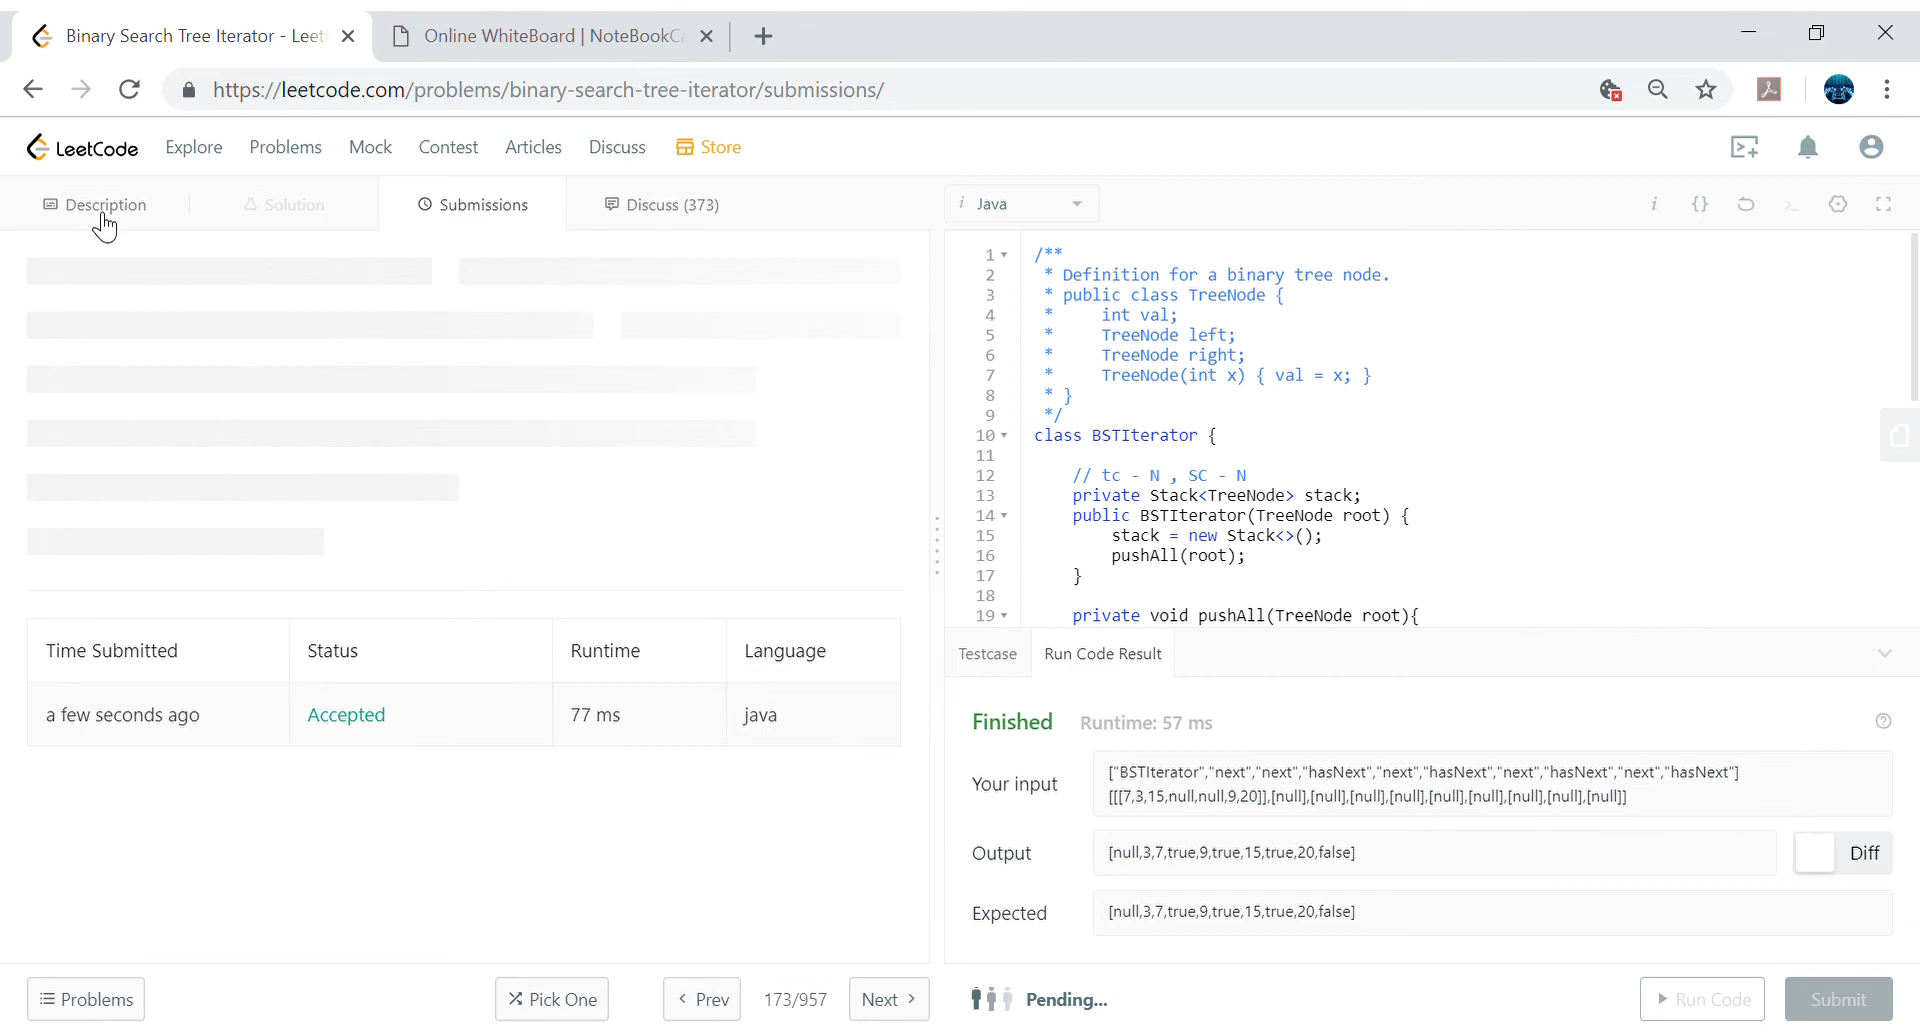 Binary Search Tree Iterator - Leet
Online WhiteBoard | NoteBookCa
https://leetcode.com/problems/binary-search-tree-iterator/submissions/
LeetCode
Explore
Problems
Mock
Contest
Articles
Discuss
Store
Description
Solution
Submissions
Discuss (373)
i Java
i
{}
>_
1 /**
2 * Definition for a binary tree node.
3 * public class TreeNode {
4 *     int val;
5 *     TreeNode left;
6 *     TreeNode right;
7 *     TreeNode(int x) { val = x; }
8 * }
9 */
10 class BSTIterator {
11
12 // tc - N , SC - N
13 private Stack<TreeNode> stack;
14 public BSTIterator(TreeNode root) {
15 stack = new Stack<>();
16 pushAll(root);
17 }
18
19 private void pushAll(TreeNode root){
Time Submitted
Status
Runtime
Language
a few seconds ago
Accepted
77 ms
java
Testcase
Run Code Result
Finished
Runtime: 57 ms
Your input
["BSTIterator","next","next","hasNext","next","hasNext","next","hasNext","next","hasNext"]
[[[7,3,15,null,null,9,20]],[null],[null],[null],[null],[null],[null],[null],[null],[null]]
Output
[null,3,7,true,9,true,15,true,20,false]
Diff
Expected
[null,3,7,true,9,true,15,true,20,false]
Problems
Pick One
Prev
173/957
Next
Pending...
Run Code
Submit